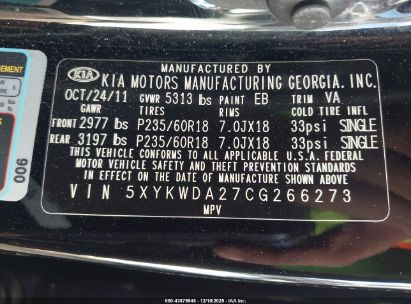 EMENT
006
MANUFACTURED BY
KIA KIA MOTORS MANUFACTURING GEORGIA, INC.
OCT/24/11 GVWR 5313 lbs PAINT EB TRIM VA
GAWR TIRES RIMS COLD TIRE INFL
FRONT 2977 lbs P235/60R18 7.0JX18 33psi SINGLE
REAR 3197 lbs P235/60R18 7.0JX18 33psi SINGLE
THIS VEHICLE CONFORMS TO ALL APPLICABLE U.S.A. FEDERAL
MOTOR VEHICLE SAFETY AND THEFT PREVENTION STANDARDS
IN EFFECT ON THE DATE OF MANUFACTURE SHOWN ABOVE.
VIN 5XYKWDA27CG266273
MPV